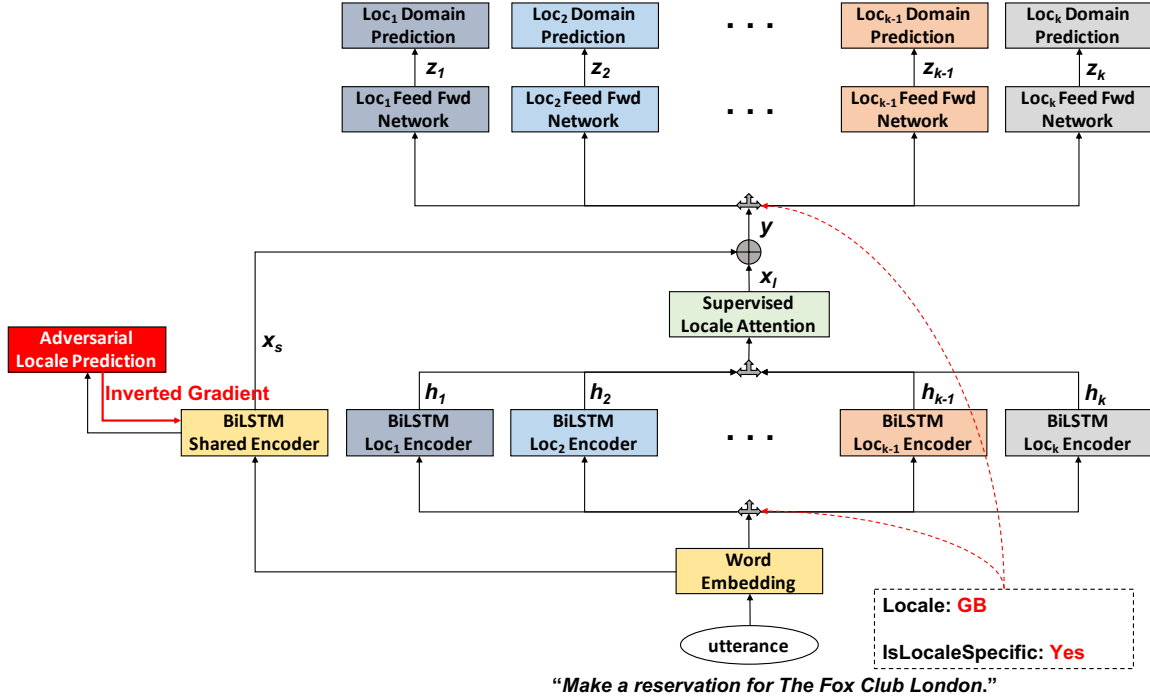 Loc₁ Domain Prediction
Loc₂ Domain Prediction
. . .
Locₖ₋₁ Domain Prediction
Locₖ Domain Prediction
z₁
z₂
zₖ₋₁
zₖ
Loc₁ Feed Fwd Network
Loc₂ Feed Fwd Network
. . .
Locₖ₋₁ Feed Fwd Network
Locₖ Feed Fwd Network
y
xₗ
Supervised
Locale Attention
xₛ
Adversarial
Locale Prediction
Inverted Gradient
h₁
h₂
hₖ₋₁
hₖ
BiLSTM
Shared Encoder
BiLSTM
Loc₁ Encoder
BiLSTM
Loc₂ Encoder
. . .
BiLSTM
Locₖ₋₁ Encoder
BiLSTM
Locₖ Encoder
Word
Embedding
utterance
Locale: GB
IsLocaleSpecific: Yes
“Make a reservation for The Fox Club London.”